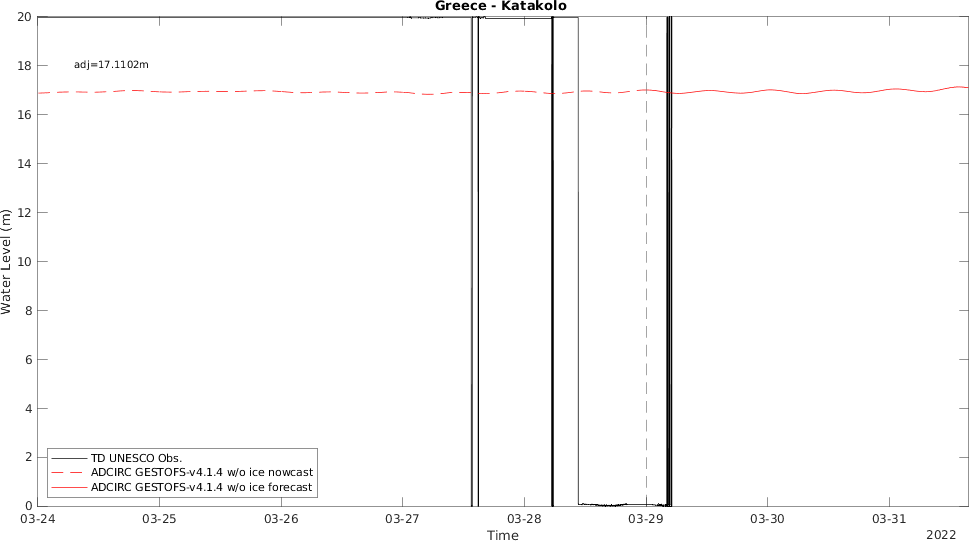 Greece - Katakolo
20
18
16
14
12
10
8
6
4
2
0
Water Level (m)
adj=17.1102m
TD UNESCO Obs.
ADCIRC GESTOFS-v4.1.4 w/o ice nowcast
ADCIRC GESTOFS-v4.1.4 w/o ice forecast
03-24 03-25 03-26 03-27 03-28 03-29 03-30 03-31
Time
2022